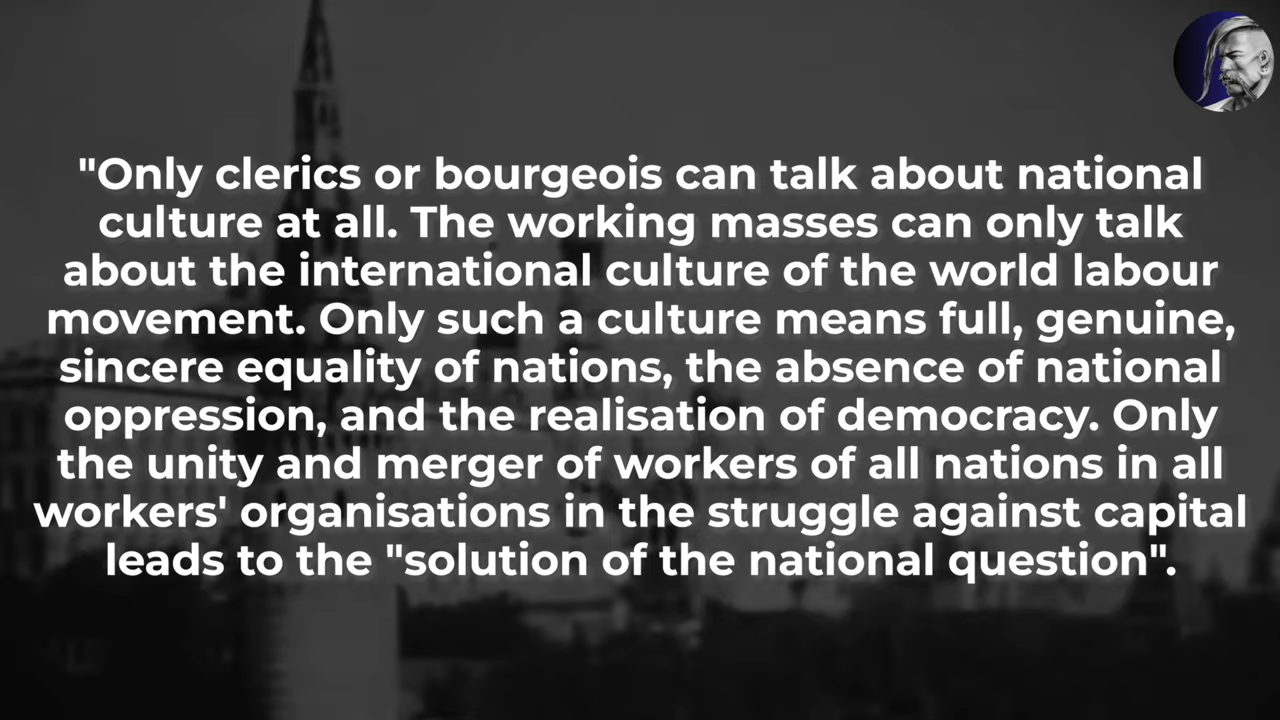 "Only clerics or bourgeois can talk about national
culture at all. The working masses can only talk
about the international culture of the world labour
movement. Only such a culture means full, genuine,
sincere equality of nations, the absence of national
oppression, and the realisation of democracy. Only
the unity and merger of workers of all nations in all
workers' organisations in the struggle against capital
leads to the "solution of the national question".